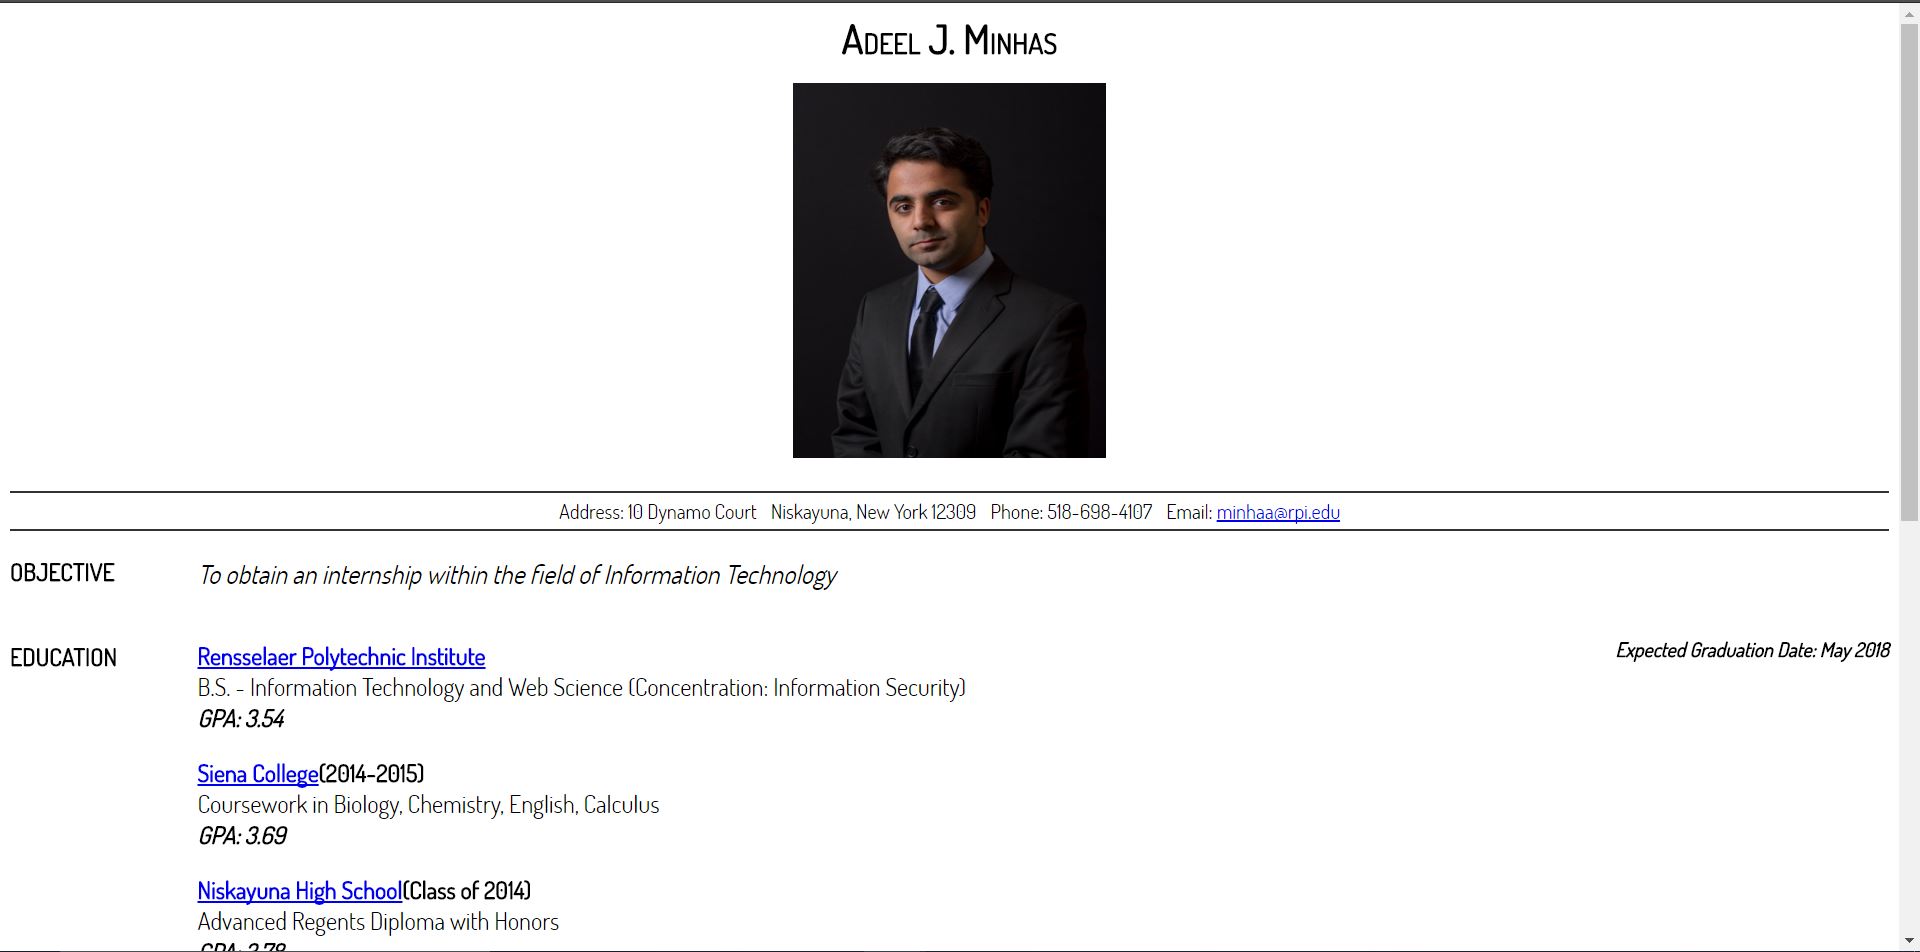 Adeel J. Minhas
Address: 10 Dynamo Court Niskayuna, New York 12309 Phone: 518-698-4107 Email: minhaa@rpi.edu
OBJECTIVE To obtain an internship within the field of Information Technology
EDUCATION Rensselaer Polytechnic Institute Expected Graduation Date: May 2018
B.S. - Information Technology and Web Science (Concentration: Information Security)
GPA: 3.54
Siena College(2014-2015)
Coursework in Biology, Chemistry, English, Calculus
GPA: 3.69
Niskayuna High School(Class of 2014)
Advanced Regents Diploma with Honors
GPA: